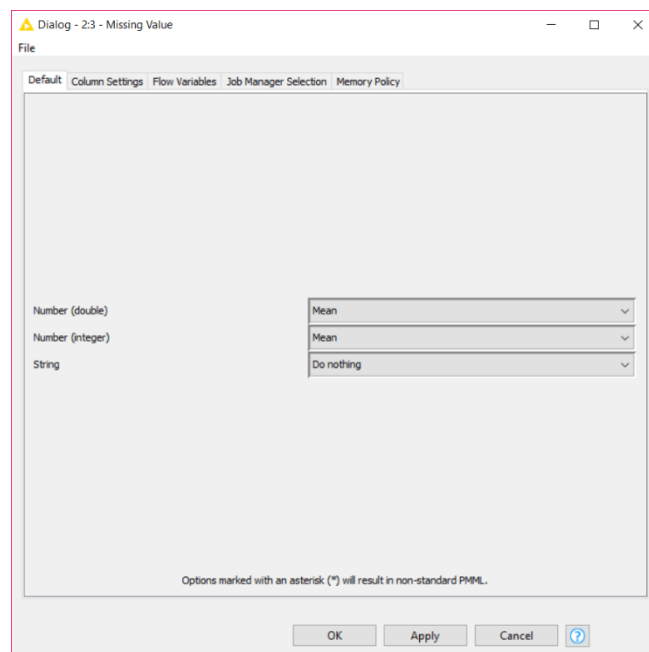 Dialog - 2:3 - Missing Value
File
Default Column Settings Flow Variables Job Manager Selection Memory Policy
Number (double) Mean
Number (integer) Mean
String Do nothing
Options marked with an asterisk (*) will result in non-standard PMML.
OK Apply Cancel ?